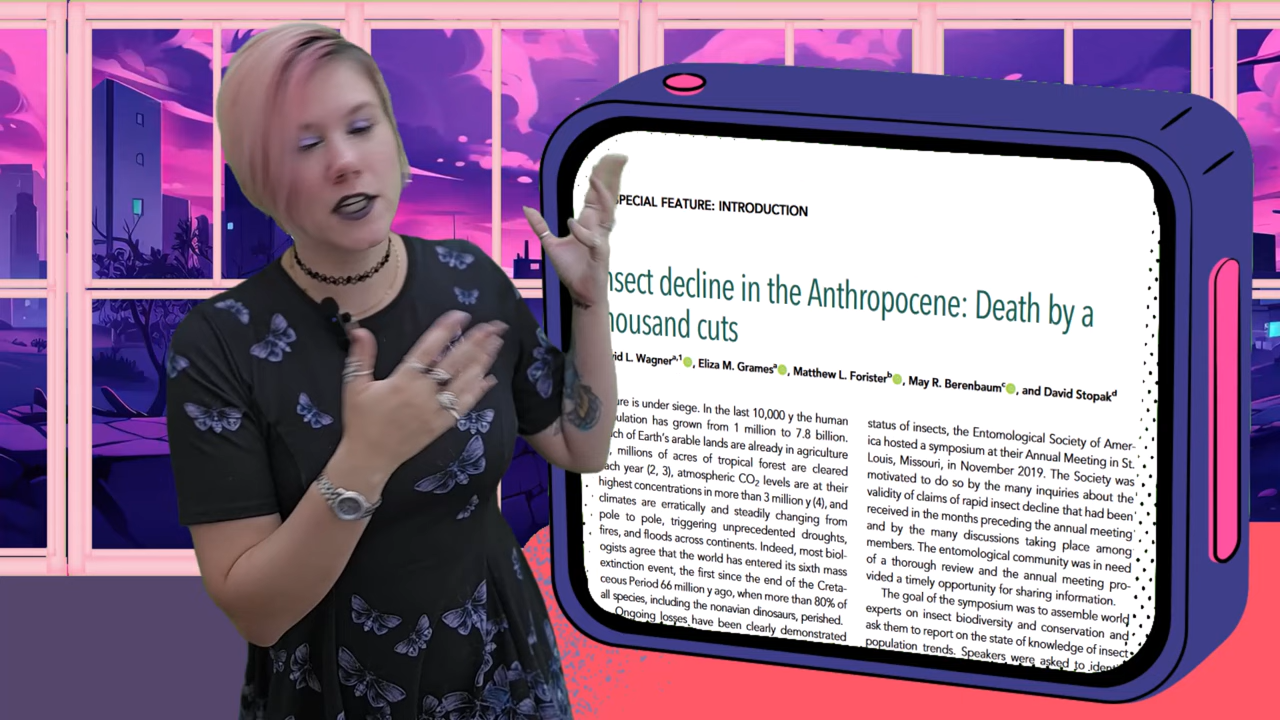 SPECIAL FEATURE: INTRODUCTION
nsect decline in the Anthropocene: Death by a
housand cuts
id L. Wagnera,1, Eliza M. Gramesa, Matthew L. Foristerb, May R. Berenbaumc, and David Stopakd
ure is under siege. In the last 10,000 y the human
ulation has grown from 1 million to 7.8 billion.
ch of Earth's arable lands are already in agriculture
, millions of acres of tropical forest are cleared
ach year (2, 3), atmospheric CO2 levels are at their
highest concentrations in more than 3 million y (4), and
climates are erratically and steadily changing from
pole to pole, triggering unprecedented droughts,
fires, and floods across continents. Indeed, most biol-
ogists agree that the world has entered its sixth mass
extinction event, the first since the end of the Creta-
ceous Period 66 million y ago, when more than 80% of
all species, including the nonavian dinosaurs, perished.
Ongoing losses have been clearly demonstrated
status of insects, the Entomological Society of Amer-
ica hosted a symposium at their Annual Meeting in St.
Louis, Missouri, in November 2019. The Society was
motivated to do so by the many inquiries about the
validity of claims of rapid insect decline that had been
received in the months preceding the annual meeting
and by the many discussions taking place among
members. The entomological community was in need
of a thorough review and the annual meeting pro-
vided a timely opportunity for sharing information.
The goal of the symposium was to assemble world
experts on insect biodiversity and conservation and
ask them to report on the state of knowledge of insect
population trends. Speakers were asked to identi